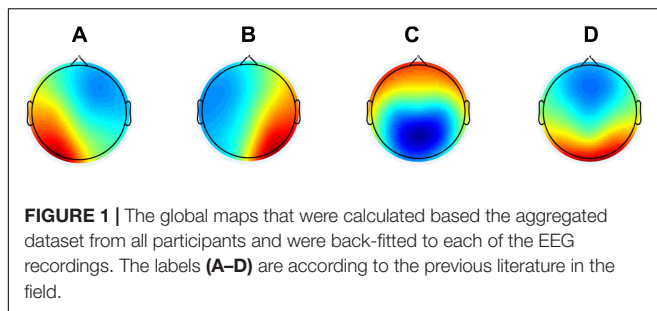 A B C D
FIGURE 1 | The global maps that were calculated based the aggregated
dataset from all participants and were back-fitted to each of the EEG
recordings. The labels (A–D) are according to the previous literature in the
field.